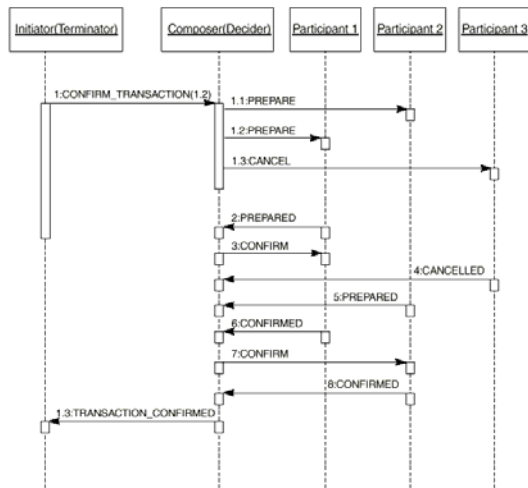 Initiator(Terminator)
Composer(Decider)
Participant 1
Participant 2
Participant 3
1:CONFIRM_TRANSACTION(1.2)
1.1:PREPARE
1.2:PREPARE
1.3:CANCEL
2:PREPARED
3:CONFIRM
4:CANCELLED
5:PREPARED
6:CONFIRMED
7:CONFIRM
8:CONFIRMED
1.3:TRANSACTION_CONFIRMED